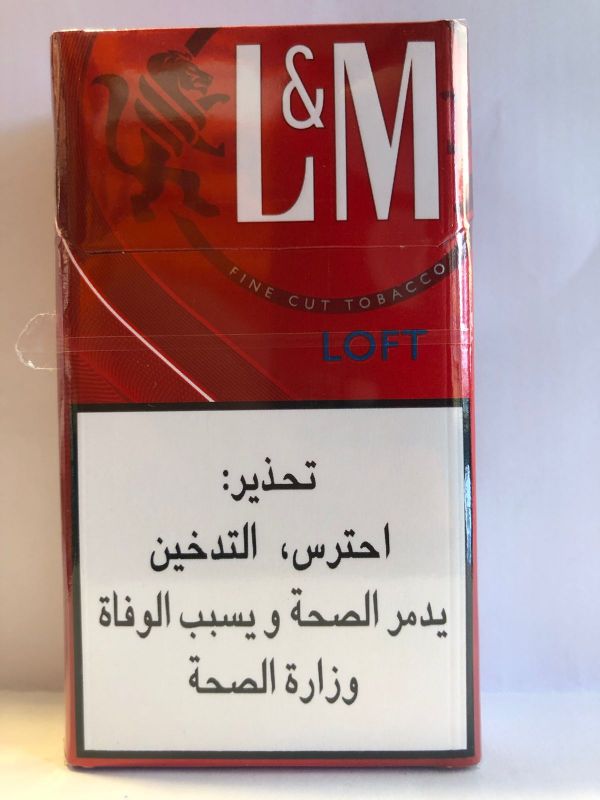 L&M
FINE CUT TOBACCO
LOFT
تحذير:
احترس، التدخين
يدمر الصحة و يسبب الوفاة
وزارة الصحة